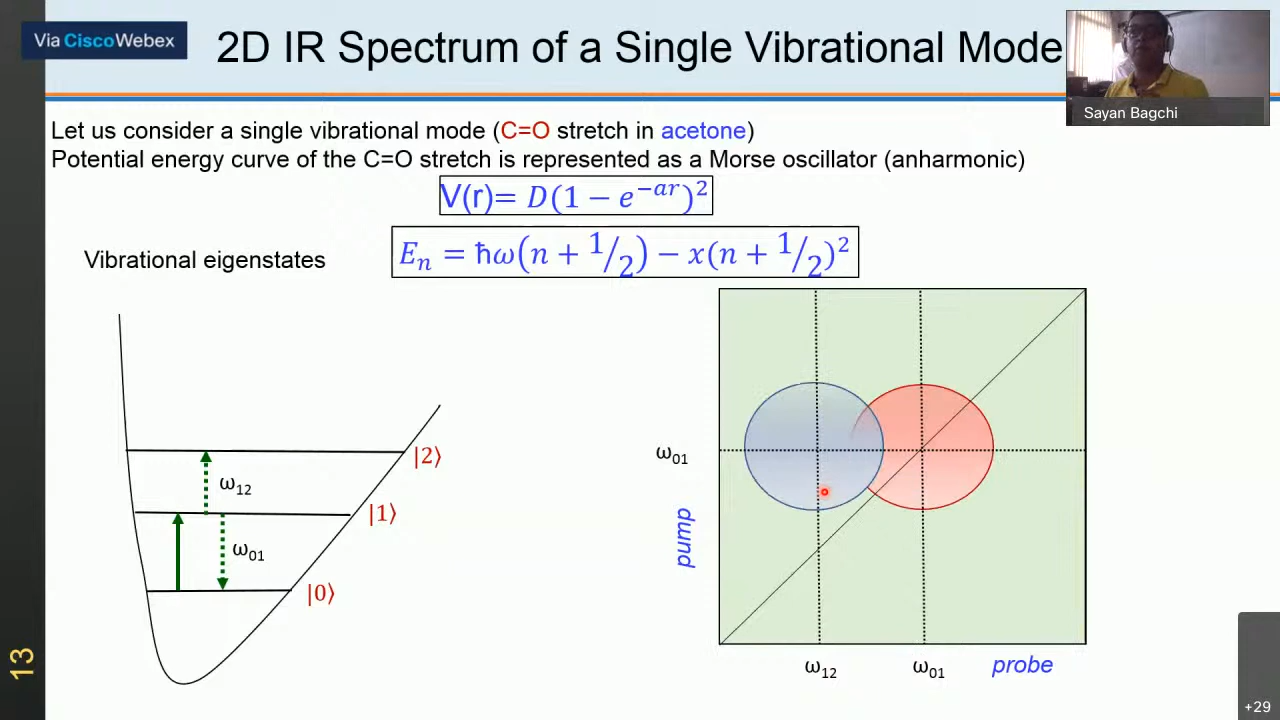 Via CiscoWebex
2D IR Spectrum of a Single Vibrational Mode
Sayan Bagchi
Let us consider a single vibrational mode (C=O stretch in acetone)
Potential energy curve of the C=O stretch is represented as a Morse oscillator (anharmonic)
V(r)= D(1 − e^{−ar})²
Vibrational eigenstates
Eₙ = ħω(n + 1/2) − x(n + 1/2)²
|2⟩
ω₁₂
|1⟩
ω₀₁
|0⟩
ω₀₁
pump
ω₁₂
ω₀₁
probe
13
+29